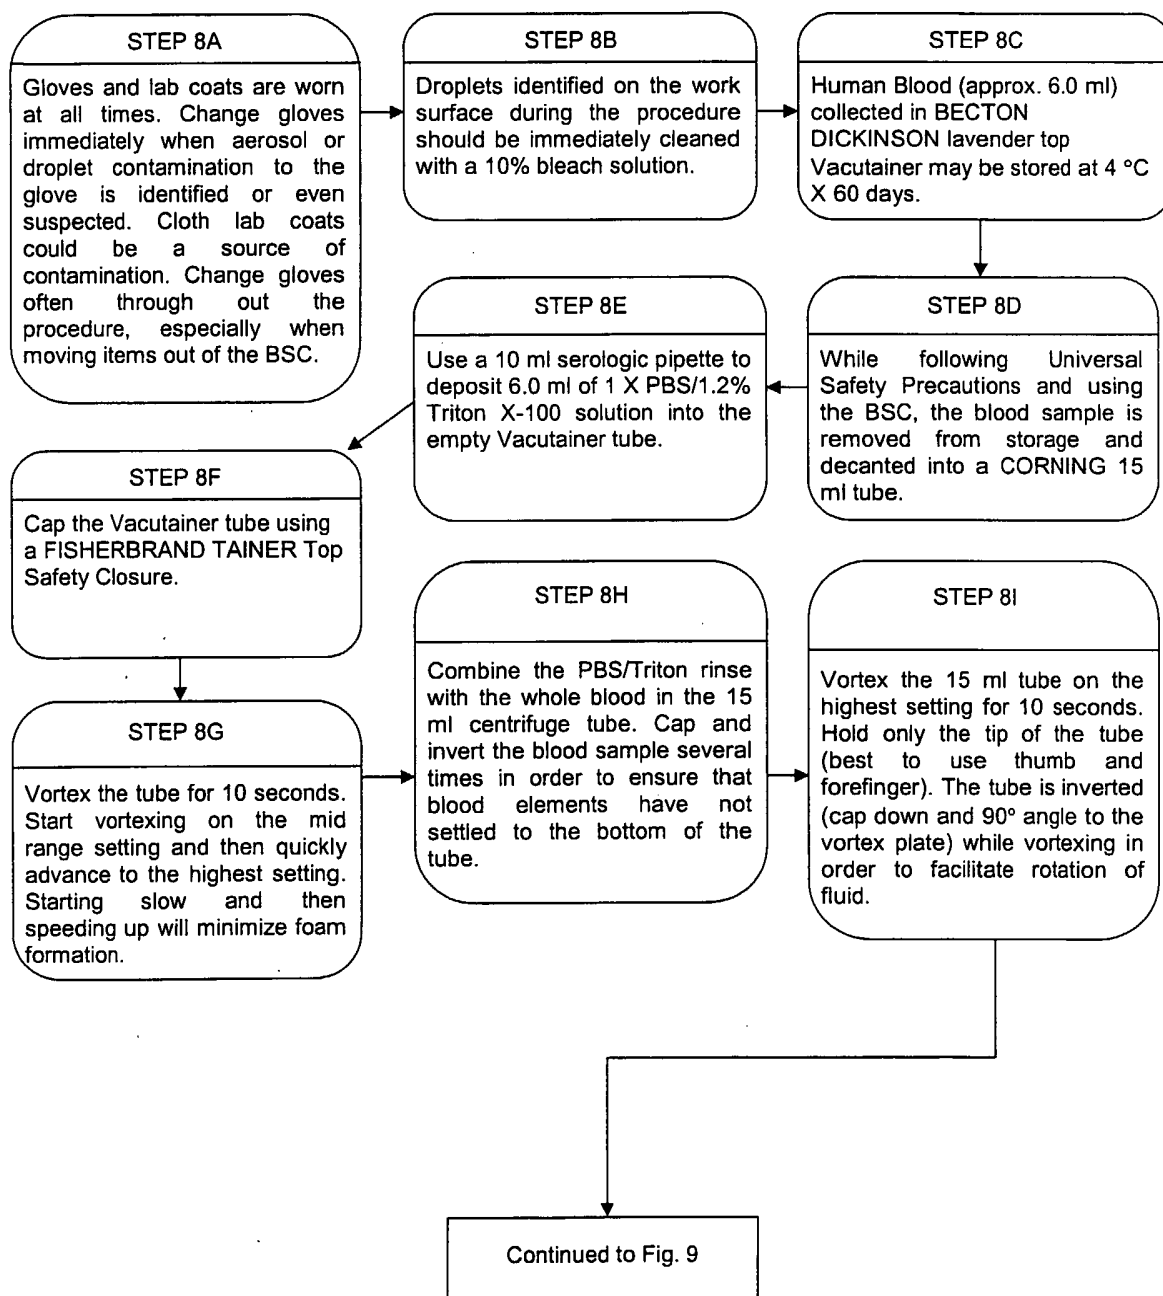 STEP 8A
Gloves and lab coats are worn
at all times. Change gloves
immediately when aerosol or
droplet contamination to the
glove is identified or even
suspected. Cloth lab coats
could be a source of
contamination. Change gloves
often through out the
procedure, especially when
moving items out of the BSC.
STEP 8B
Droplets identified on the work
surface during the procedure
should be immediately cleaned
with a 10% bleach solution.
STEP 8C
Human Blood (approx. 6.0 ml)
collected in BECTON
DICKINSON lavender top
Vacutainer may be stored at 4 °C
X 60 days.
STEP 8D
While following Universal
Safety Precautions and using
the BSC, the blood sample is
removed from storage and
decanted into a CORNING 15
ml tube.
STEP 8E
Use a 10 ml serologic pipette to
deposit 6.0 ml of 1 X PBS/1.2%
Triton X-100 solution into the
empty Vacutainer tube.
STEP 8F
Cap the Vacutainer tube using
a FISHERBRAND TAINER Top
Safety Closure.
STEP 8G
Vortex the tube for 10 seconds.
Start vortexing on the mid
range setting and then quickly
advance to the highest setting.
Starting slow and then
speeding up will minimize foam
formation.
STEP 8H
Combine the PBS/Triton rinse
with the whole blood in the 15
ml centrifuge tube. Cap and
invert the blood sample several
times in order to ensure that
blood elements have not
settled to the bottom of the
tube.
STEP 8I
Vortex the 15 ml tube on the
highest setting for 10 seconds.
Hold only the tip of the tube
(best to use thumb and
forefinger). The tube is inverted
(cap down and 90° angle to the
vortex plate) while vortexing in
order to facilitate rotation of
fluid.
Continued to Fig. 9